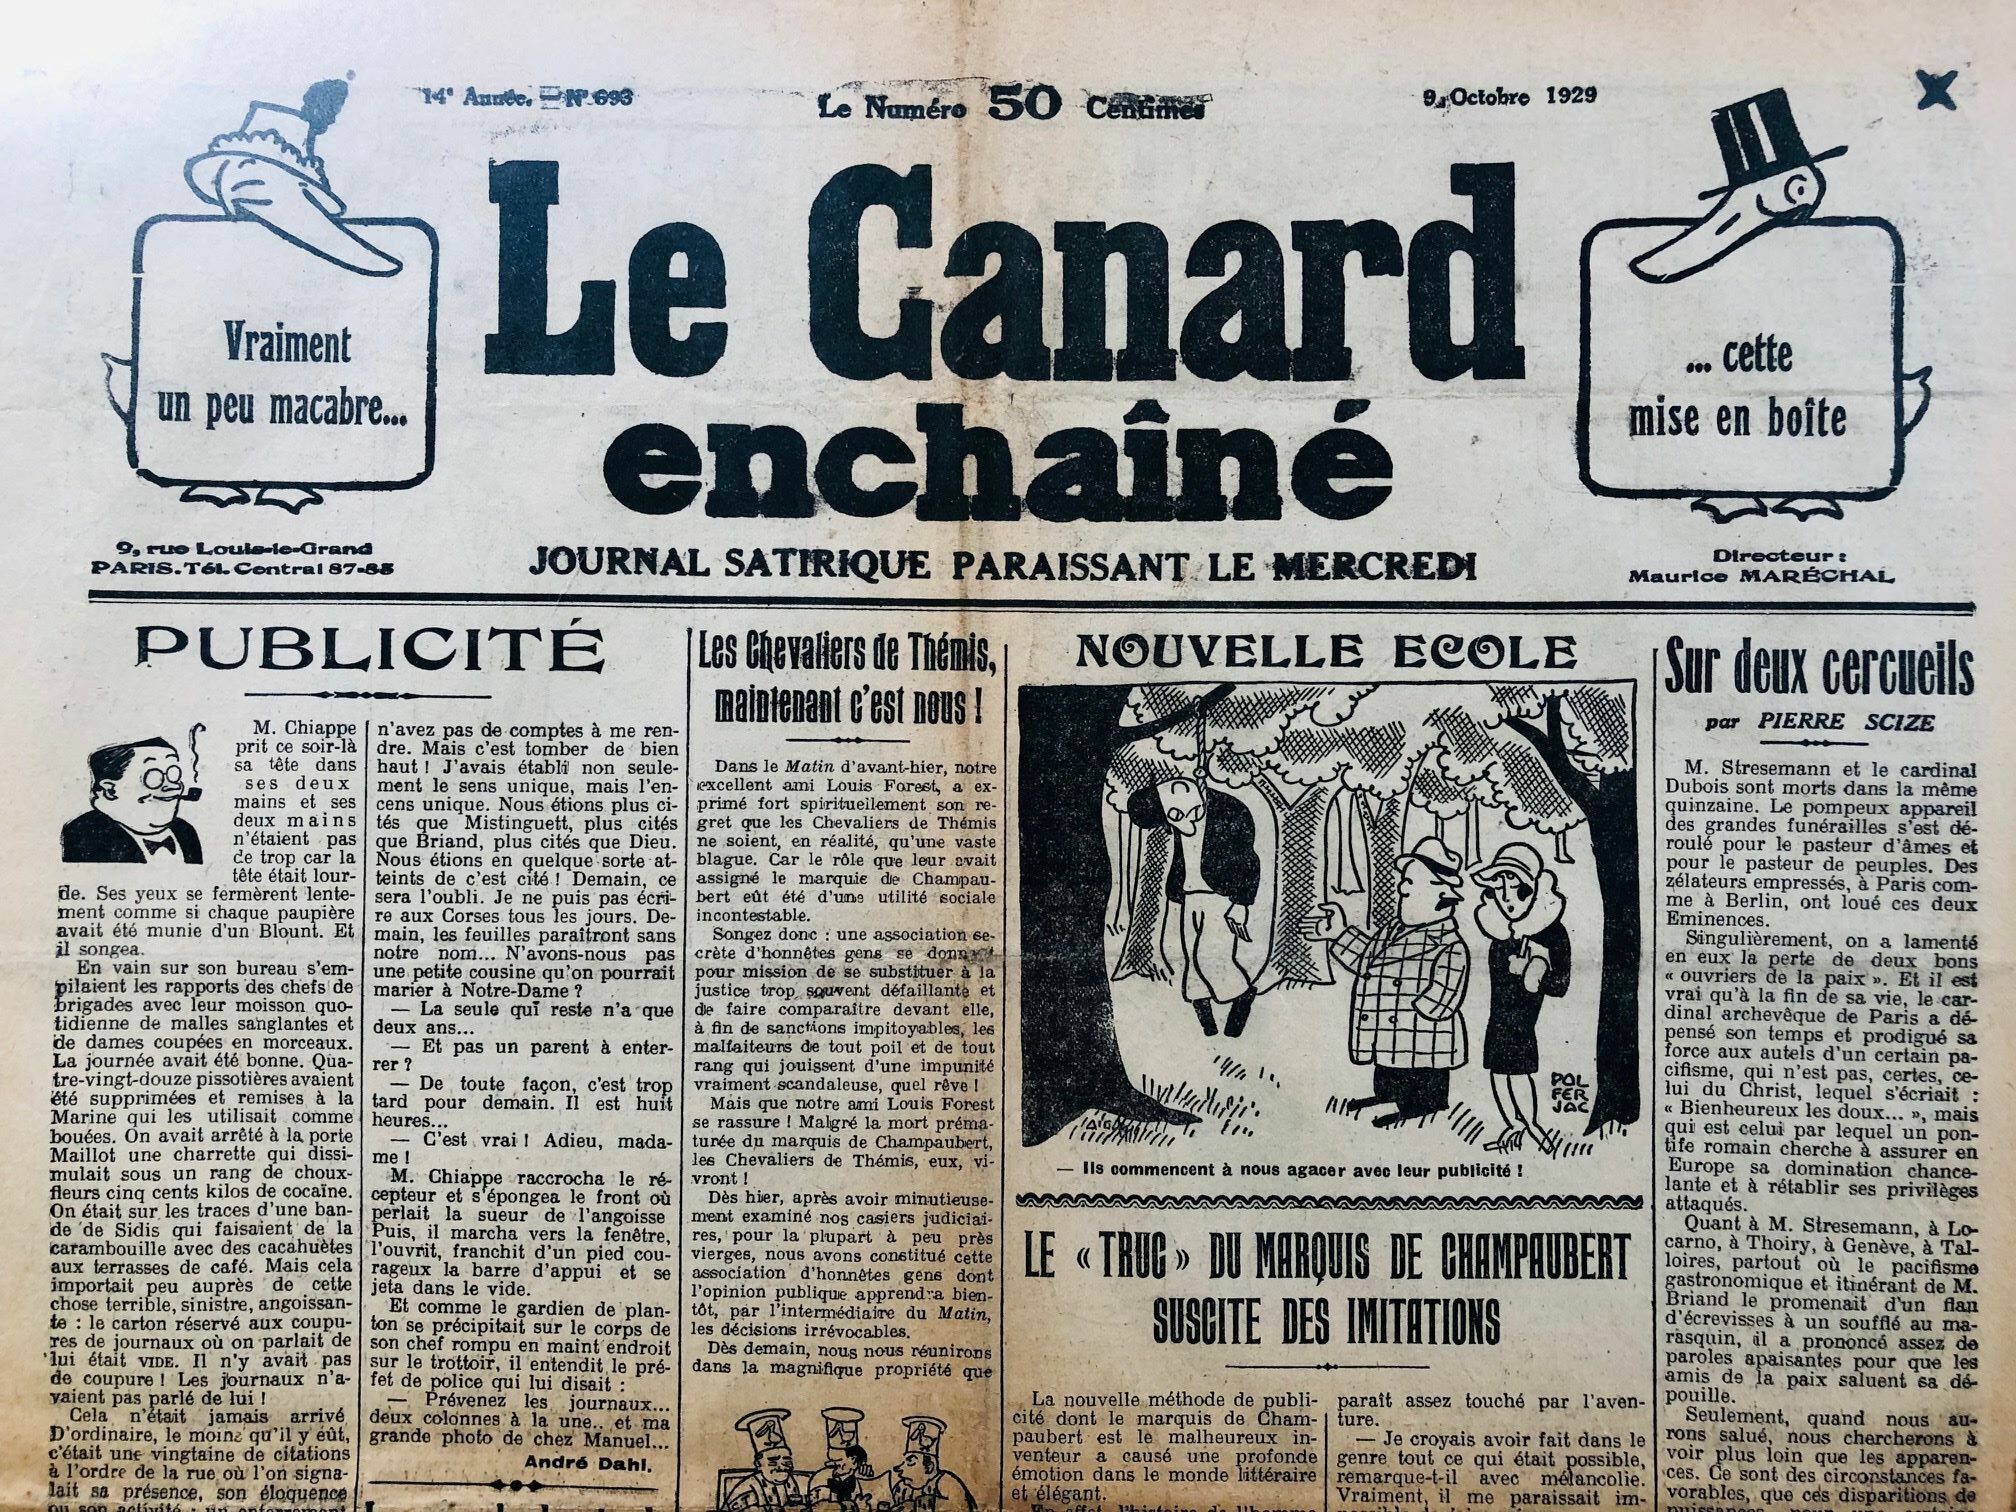 14e Année. — N° 693
Le Numéro 50 Centimes
9 Octobre 1929
Vraiment
un peu macabre...
Le Canard
enchaîné
... cette
mise en boîte
9, rue Louis-le-Grand
PARIS. Tél. Central 87-85
JOURNAL SATIRIQUE PARAISSANT LE MERCREDI
Directeur :
Maurice MARÉCHAL
PUBLICITÉ
M. Chiappe
prit ce soir-là
sa tête dans
ses deux
mains et ses
deux mains
n'étaient pas
de trop car la
tête était lour-
de. Ses yeux se fermèrent lente-
ment comme si chaque paupière
avait été munie d'un Blount. Et
il songea.
En vain sur son bureau s'em-
pilaient les rapports des chefs de
brigades avec leur moisson quo-
tidienne de malles sanglantes et
de dames coupées en morceaux.
La journée avait été bonne. Qua-
tre-vingt-douze pissotières avaient
été supprimées et remises à la
Marine qui les utilisait comme
bouées. On avait arrêté à la porte
Maillot une charrette qui dissi-
mulait sous un rang de choux-
fleurs cinq cents kilos de cocaïne.
On était sur les traces d'une ban-
de de Sidis qui faisaient de la
carambouille avec des cacahuètes
aux terrasses de café. Mais cela
importait peu auprès de cette
chose terrible, sinistre, angoissan-
te : le carton réservé aux coupu-
res de journaux où on parlait de
lui était VIDE. Il n'y avait pas
de coupure ! Les journaux n'a-
vaient pas parlé de lui !
Cela n'était jamais arrivé
D'ordinaire, le moins qu'il y eût,
c'était une vingtaine de citations
à l'ordre de la rue où l'on signa-
lait sa présence, son éloquence
ou son activité : un enterrement
n'avez pas de comptes à me ren-
dre. Mais c'est tomber de bien
haut ! J'avais établi non seule-
ment le sens unique, mais l'en-
cens unique. Nous étions plus ci-
tés que Mistinguett, plus cités
que Briand, plus cités que Dieu.
Nous étions en quelque sorte at-
teints de c'est cité ! Demain, ce
sera l'oubli. Je ne puis pas écri-
re aux Corses tous les jours. De-
main, les feuilles paraîtront sans
notre nom... N'avons-nous pas
une petite cousine qu'on pourrait
marier à Notre-Dame ?
— La seule qui reste n'a que
deux ans...
— Et pas un parent à enter-
rer ?
— De toute façon, c'est trop
tard pour demain. Il est huit
heures...
— C'est vrai ! Adieu, mada-
me !
M. Chiappe raccrocha le ré-
cepteur et s'épongea le front où
perlait la sueur de l'angoisse
Puis, il marcha vers la fenêtre,
l'ouvrit, franchit d'un pied cou-
rageux la barre d'appui et se
jeta dans le vide.
Et comme le gardien de plan-
ton se précipitait sur le corps de
son chef rompu en maint endroit
sur le trottoir, il entendit le pré-
fet de police qui lui disait :
— Prévenez les journaux...
deux colonnes à la une.. et ma
grande photo de chez Manuel...
André Dahl.
Les Chevaliers de Thémis,
maintenant c'est nous !
Dans le Matin d'avant-hier, notre
excellent ami Louis Forest, a ex-
primé fort spirituellement son re-
gret que les Chevaliers de Thémis
ne soient, en réalité, qu'une vaste
blague. Car le rôle que leur avait
assigné le marquis de Champau-
bert eût été d'une utilité sociale
incontestable.
Songez donc : une association se-
crète d'honnêtes gens se donnant
pour mission de se substituer à la
justice trop souvent défaillante et
de faire comparaître devant elle,
à fin de sanctions impitoyables, les
malfaiteurs de tout poil et de tout
rang qui jouissent d'une impunité
vraiment scandaleuse, quel rêve !
Mais que notre ami Louis Forest
se rassure ! Malgré la mort préma-
turée du marquis de Champaubert,
les Chevaliers de Thémis, eux, vi-
vront !
Dès hier, après avoir minutieuse-
ment examiné nos casiers judiciai-
res, pour la plupart à peu près
vierges, nous avons constitué cette
association d'honnêtes gens dont
l'opinion publique apprendra bien-
tôt, par l'intermédiaire du Matin,
les décisions irrévocables.
Dès demain, nous nous réunirons
dans la magnifique propriété que
NOUVELLE ECOLE
POL
FER
JAC
— Ils commencent à nous agacer avec leur publicité !
LE « TRUC » DU MARQUIS DE CHAMPAUBERT
SUSCITE DES IMITATIONS
La nouvelle méthode de publi-
cité dont le marquis de Cham-
paubert est le malheureux in-
venteur a causé une profonde
émotion dans le monde littéraire
et élégant.
En effet, l'histoire de l'homme
paraît assez touché par l'aven-
ture.
— Je croyais avoir fait dans le
genre tout ce qui était possible,
remarque-t-il avec mélancolie.
Vraiment, il me paraissait im-
Sur deux cercueils
par PIERRE SCIZE
M. Stresemann et le cardinal
Dubois sont morts dans la même
quinzaine. Le pompeux appareil
des grandes funérailles s'est dé-
roulé pour le pasteur d'âmes et
pour le pasteur de peuples. Des
zélateurs empressés, à Paris com-
me à Berlin, ont loué ces deux
Eminences.
Singulièrement, on a lamenté
en eux la perte de deux bons
« ouvriers de la paix ». Et il est
vrai qu'à la fin de sa vie, le car-
dinal archevêque de Paris a dé-
pensé son temps et prodigué sa
force aux autels d'un certain pa-
cifisme, qui n'est pas, certes, ce-
lui du Christ, lequel s'écriait :
« Bienheureux les doux... », mais
qui est celui par lequel un pon-
tife romain cherche à assurer en
Europe sa domination chance-
lante et à rétablir ses privilèges
attaqués.
Quant à M. Stresemann, à Lo-
carno, à Thoiry, à Genève, à Tal-
loires, partout où le pacifisme
gastronomique et itinérant de M.
Briand le promenait d'un flan
d'écrevisses à un soufflé au ma-
rasquin, il a prononcé assez de
paroles apaisantes pour que les
amis de la paix saluent sa dé-
pouille.
Seulement, quand nous au-
rons salué, nous chercherons à
voir plus loin que les apparen-
ces. Ce sont des circonstances fa-
vorables, que ces disparitions de